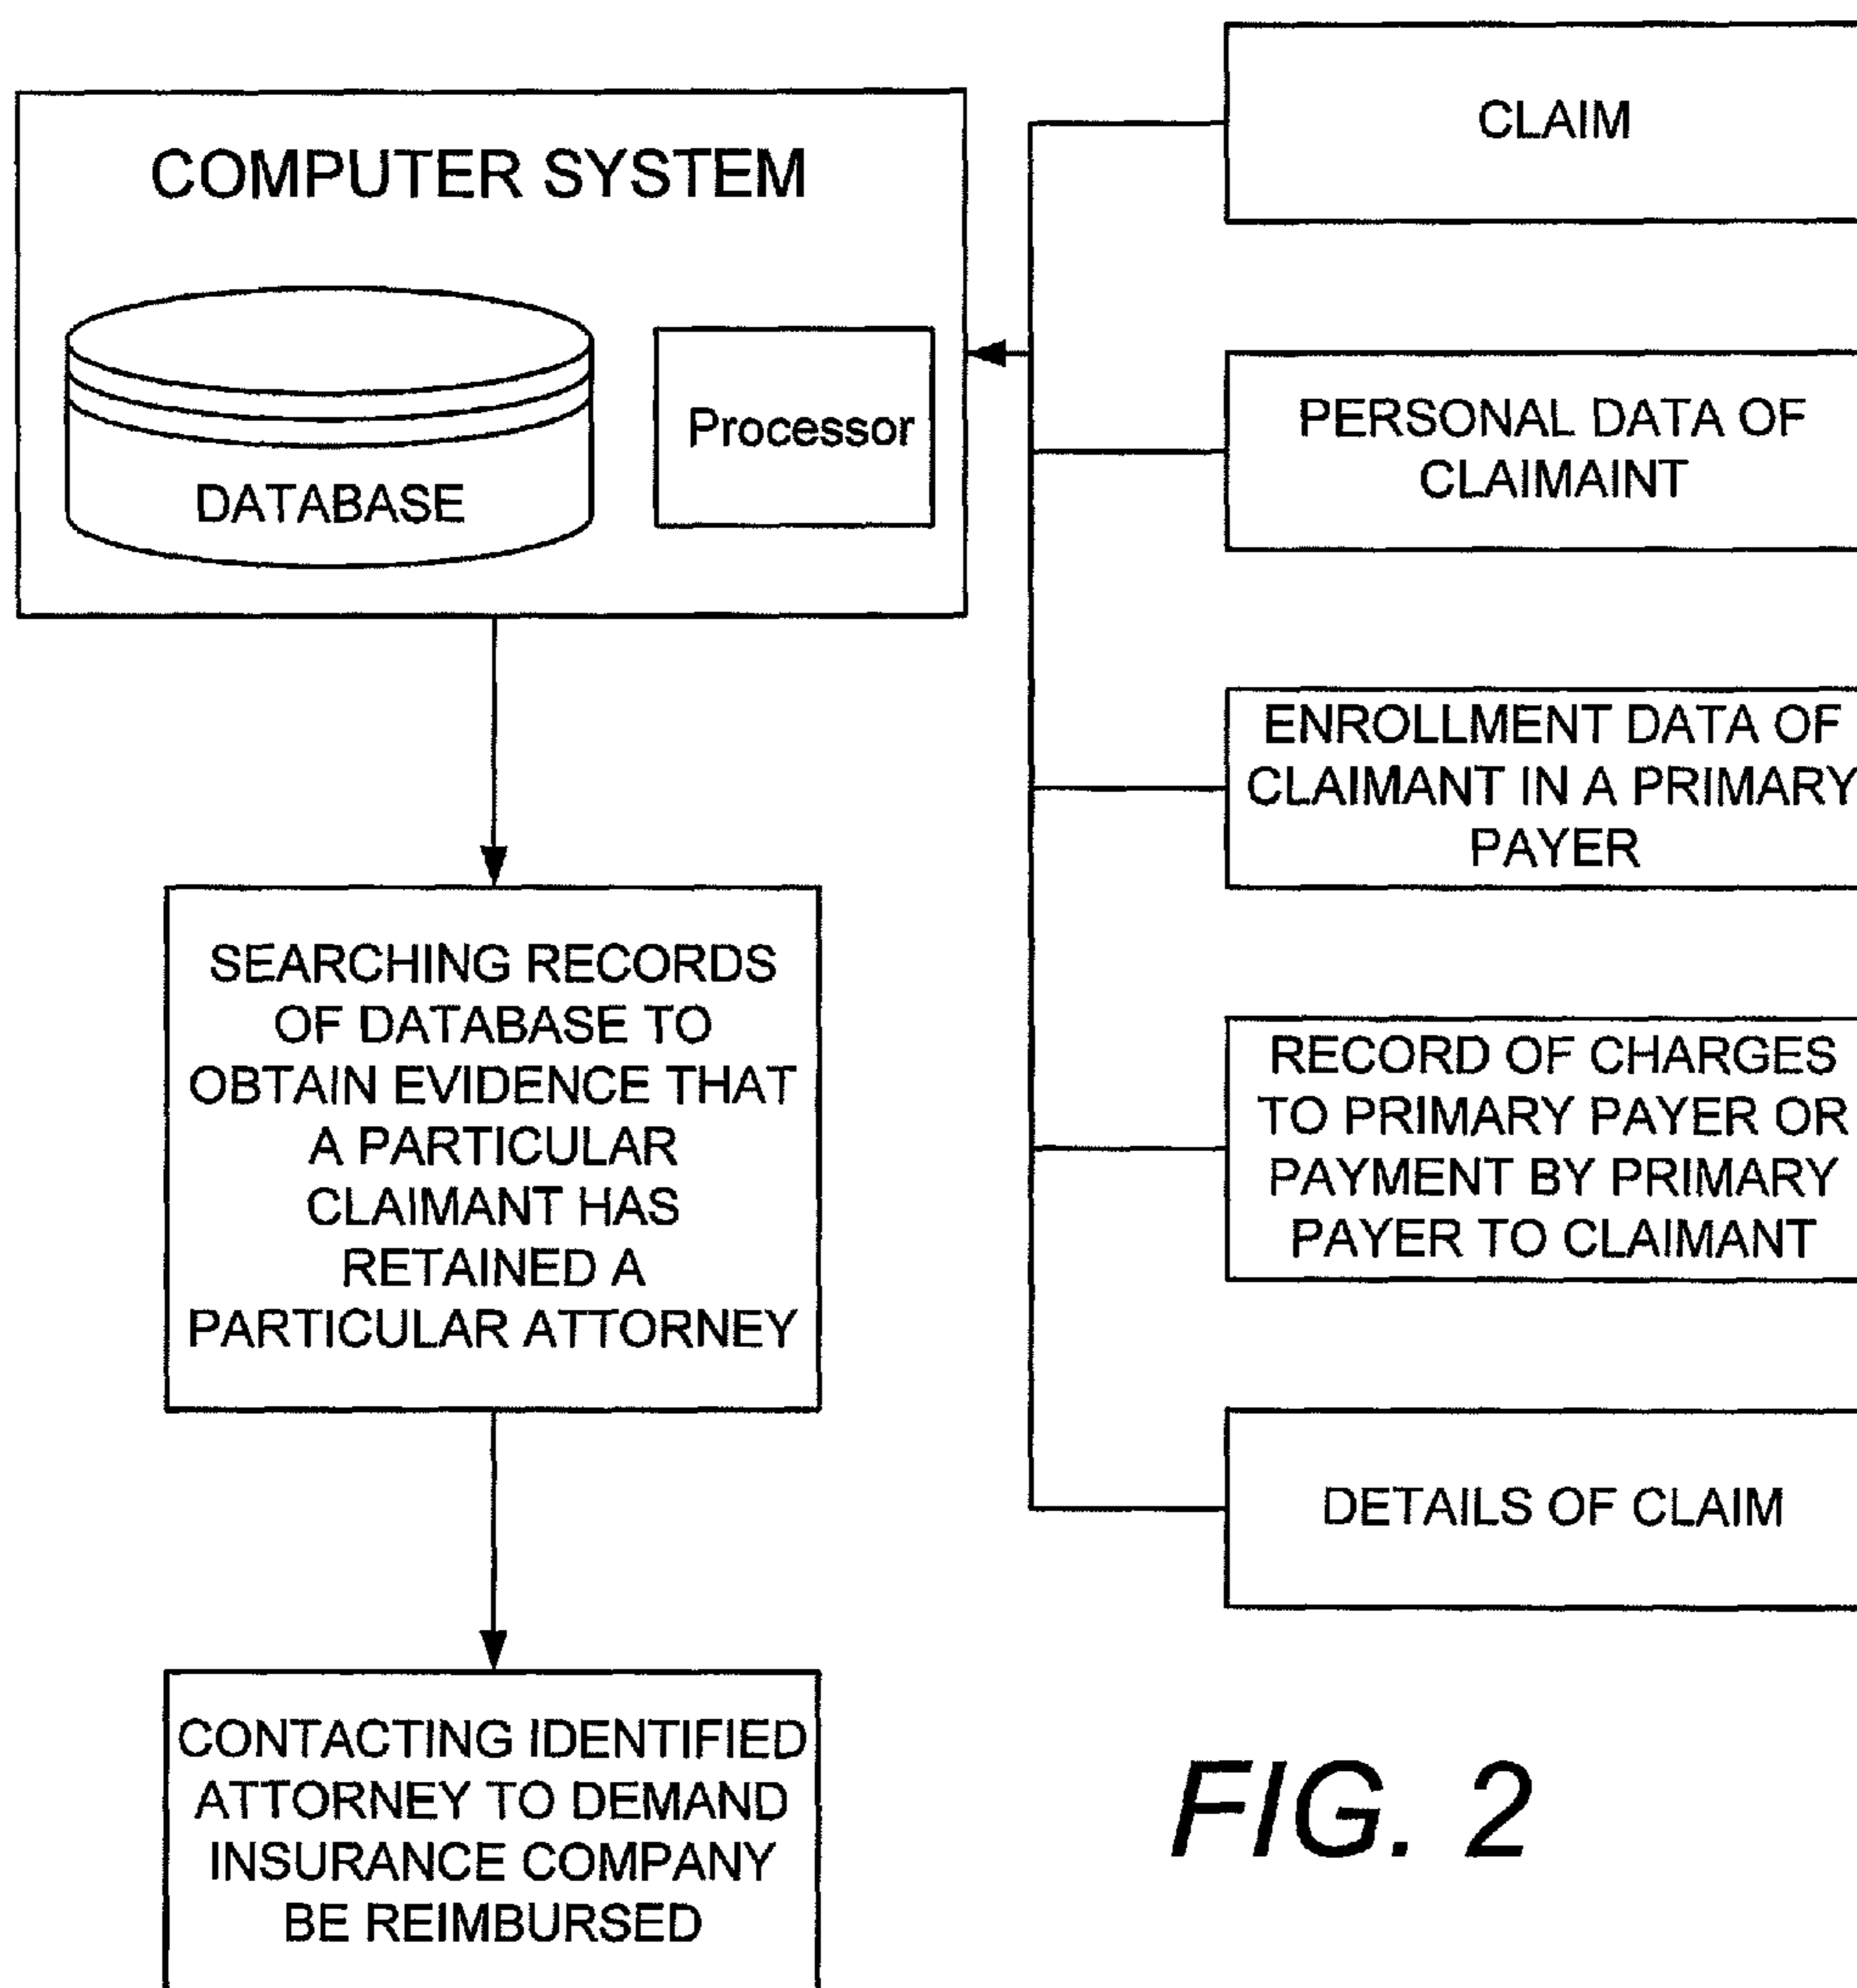 COMPUTER SYSTEM
DATABASE
Processor
SEARCHING RECORDS
OF DATABASE TO
OBTAIN EVIDENCE THAT
A PARTICULAR
CLAIMANT HAS
RETAINED A
PARTICULAR ATTORNEY
CONTACTING IDENTIFIED
ATTORNEY TO DEMAND
INSURANCE COMPANY
BE REIMBURSED
CLAIM
PERSONAL DATA OF
CLAIMAINT
ENROLLMENT DATA OF
CLAIMANT IN A PRIMARY
PAYER
RECORD OF CHARGES
TO PRIMARY PAYER OR
PAYMENT BY PRIMARY
PAYER TO CLAIMANT
DETAILS OF CLAIM
FIG. 2